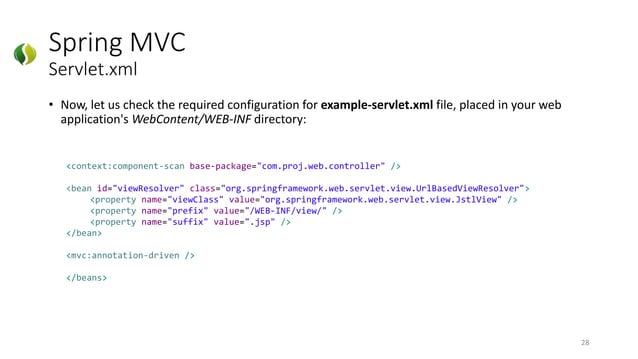 Spring MVC
Servlet.xml
• Now, let us check the required configuration for example-servlet.xml file, placed in your web
application's WebContent/WEB-INF directory:
<context:component-scan base-package="com.proj.web.controller" />
<bean id="viewResolver" class="org.springframework.web.servlet.view.UrlBasedViewResolver">
<property name="viewClass" value="org.springframework.web.servlet.view.JstlView" />
<property name="prefix" value="/WEB-INF/view/" />
<property name="suffix" value=".jsp" />
</bean>
<mvc:annotation-driven />
</beans>
28